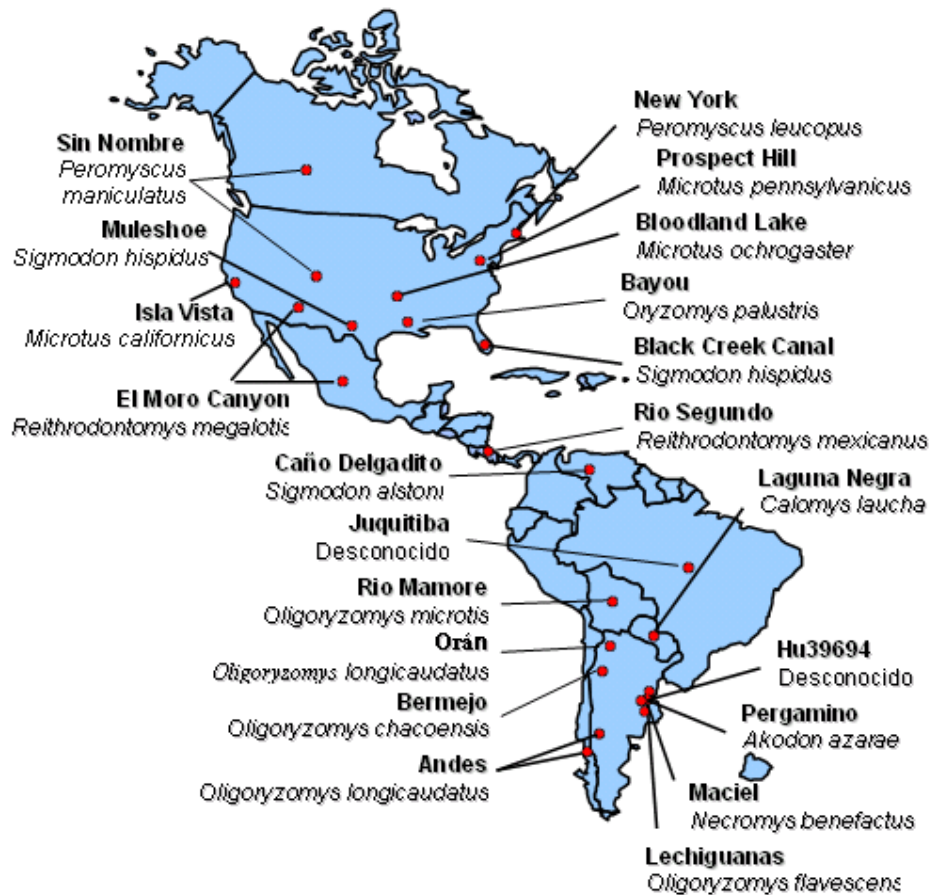 New York
Peromyscus leucopus
Sin Nombre
Peromyscus
maniculatus
Prospect Hill
Microtus pennsylvanicus
Muleshoe
Sigmodon hispidus
Bloodland Lake
Microtus ochrogaster
Bayou
Oryzomys palustris
Isla Vista
Microtus californicus
Black Creek Canal
Sigmodon hispidus
El Moro Canyon
Reithrodontomys megalotis
Rio Segundo
Reithrodontomys mexicanus
Caño Delgadito
Sigmodon alstoni
Laguna Negra
Calomys laucha
Juquitiba
Desconocido
Rio Mamore
Oligoryzomys microtis
Orán
Oligoryzomys longicaudatus
Hu39694
Desconocido
Bermejo
Oligoryzomys chacoensis
Pergamino
Akodon azarae
Andes
Oligoryzomys longicaudatus
Maciel
Necromys benefactus
Lechiguanas
Oligoryzomys flavescens